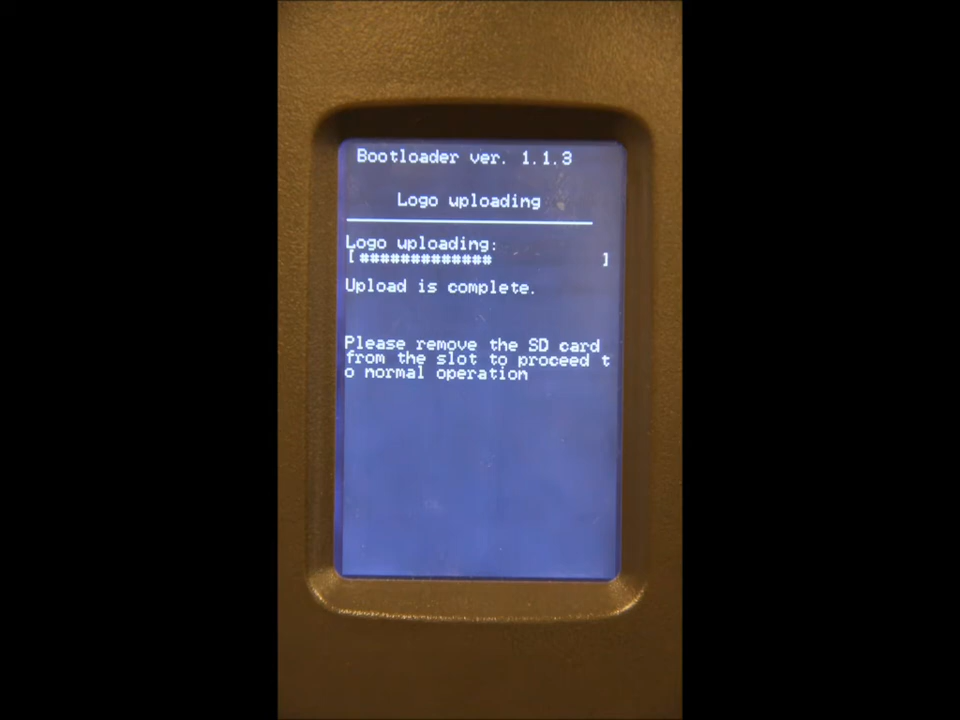 Bootloader ver. 1.1.3
Logo uploading
Logo uploading:
[############# ]
Upload is complete.
Please remove the SD card
from the slot to proceed t
o normal operation